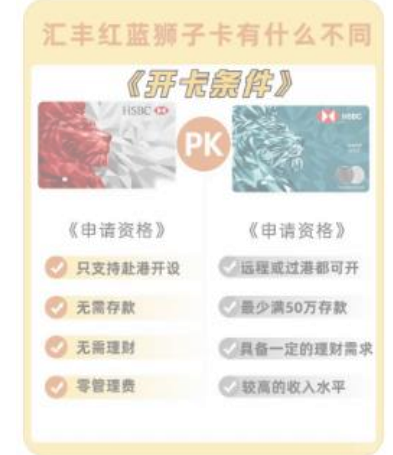 汇丰红蓝狮子卡有什么不同
《开卡条件》
HSBC
HSBC
PK
《申请资格》
《申请资格》
只支持赴港开设
远程或过港都可开
无需存款
最少满50万存款
无需理财
具备一定的理财需求
零管理费
较高的收入水平